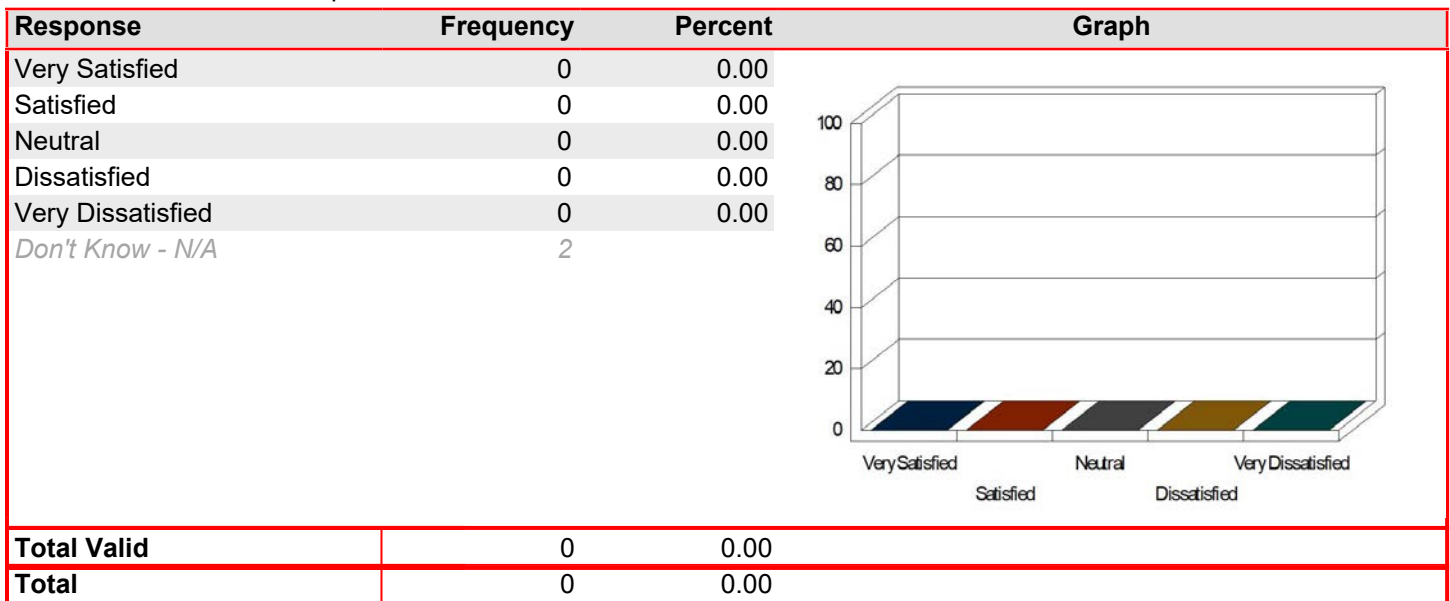 Response Frequency Percent Graph
Very Satisfied 0 0.00
Satisfied 0 0.00
Neutral 0 0.00
Dissatisfied 0 0.00
Very Dissatisfied 0 0.00
Don't Know - N/A 2
100
80
60
40
20
0
Very Satisfied Neutral Very Dissatisfied
Satisfied Dissatisfied
Total Valid 0 0.00
Total 0 0.00